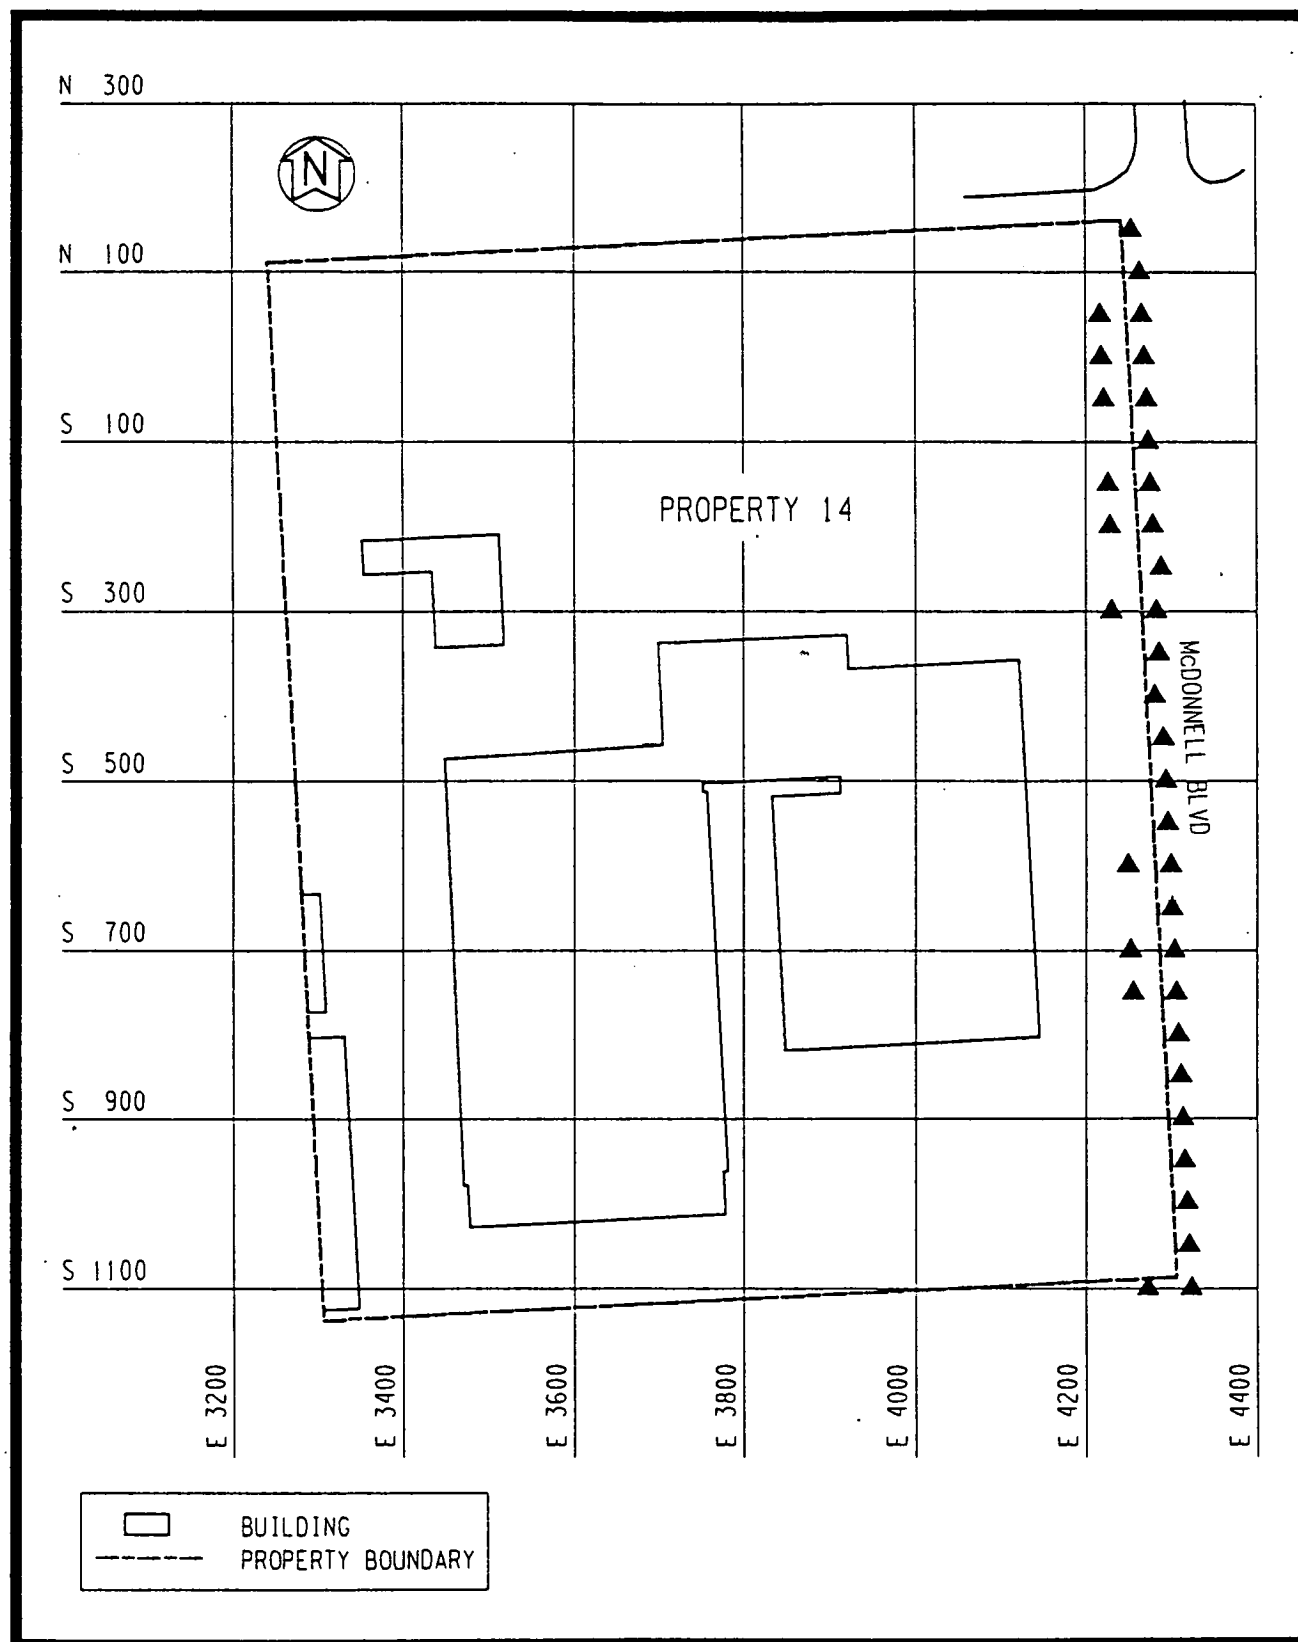 N 300
N
N 100
S 100
PROPERTY 14
S 300
McDONNELL BLVD
S 500
S 700
S 900
S 1100
E 3200
E 3400
E 3600
E 3800
E 4000
E 4200
E 4400
BUILDING
PROPERTY BOUNDARY